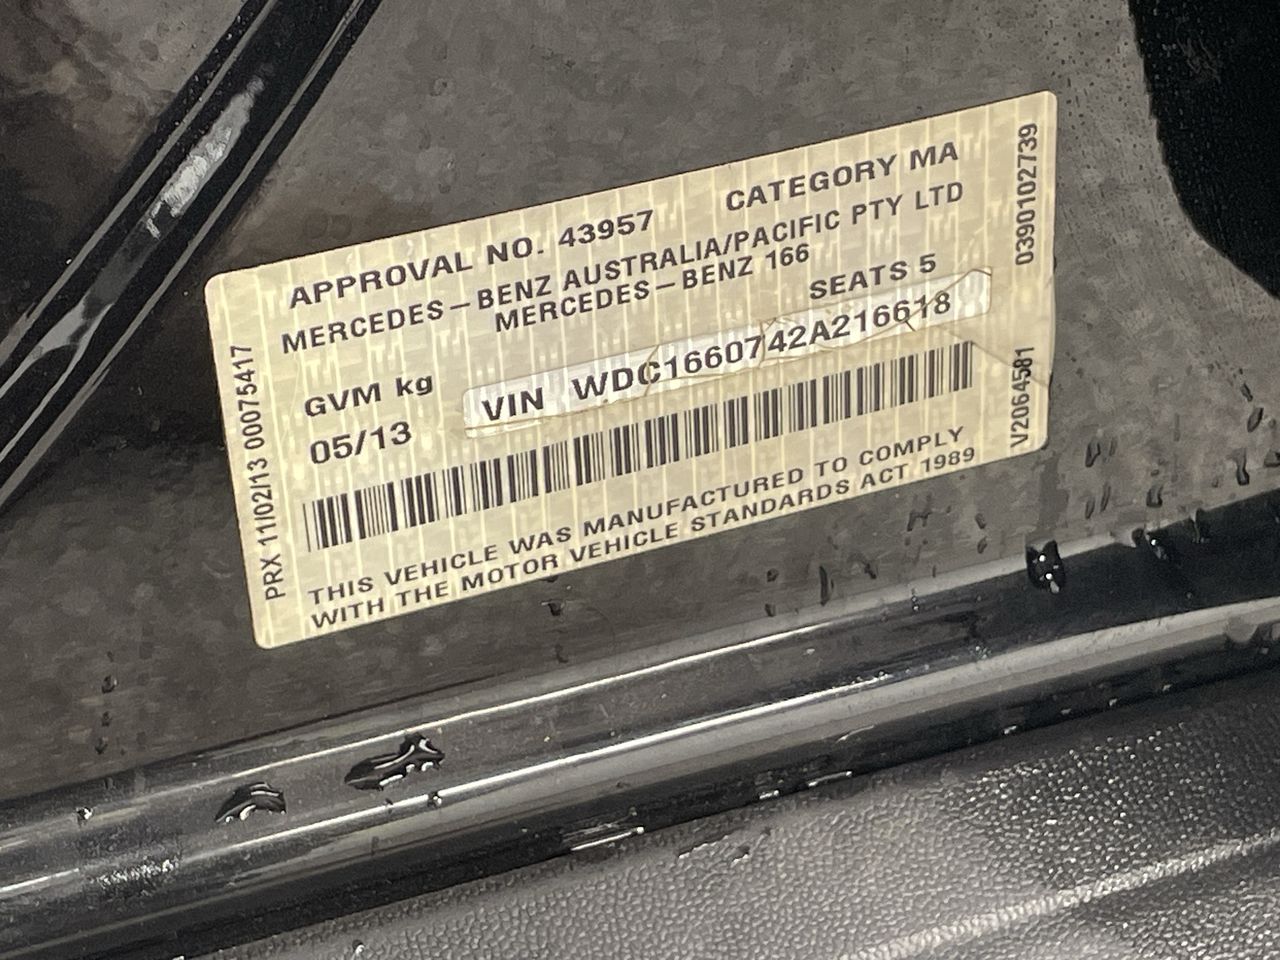 APPROVAL NO. 43957 CATEGORY MA
MERCEDES-BENZ AUSTRALIA/PACIFIC PTY LTD
MERCEDES-BENZ 166
GVM kg SEATS 5
05/13 VIN WDC1660742A216618
THIS VEHICLE WAS MANUFACTURED TO COMPLY
WITH THE MOTOR VEHICLE STANDARDS ACT 1989
PRX 11/02/13 00075417
0390102739
V2064581